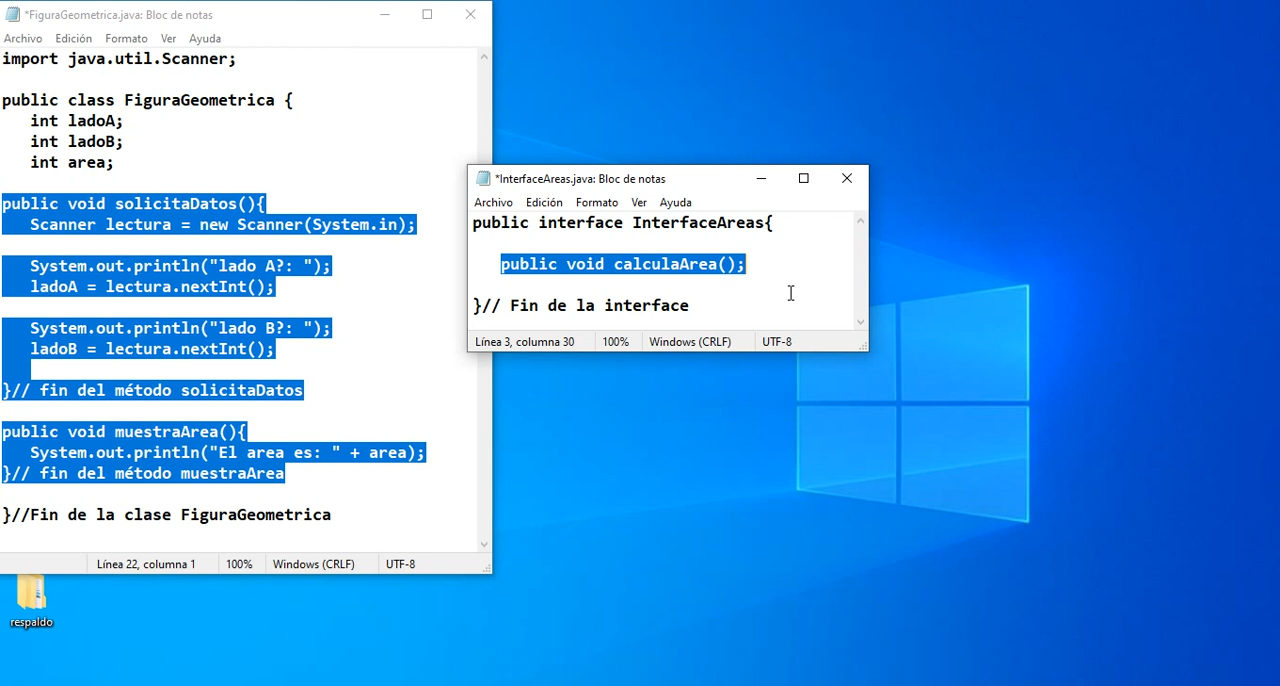 *FiguraGeometrica.java: Bloc de notas
Archivo Edición Formato Ver Ayuda
import java.util.Scanner;
public class FiguraGeometrica {
int ladoA;
int ladoB;
int area;
public void solicitaDatos(){
Scanner lectura = new Scanner(System.in);
System.out.println("lado A?: ");
ladoA = lectura.nextInt();
System.out.println("lado B?: ");
ladoB = lectura.nextInt();
}// fin del método solicitaDatos
public void muestraArea(){
System.out.println("El area es: " + area);
}// fin del método muestraArea
}//Fin de la clase FiguraGeometrica
Línea 22, columna 1 100% Windows (CRLF) UTF-8
*InterfaceAreas.java: Bloc de notas
Archivo Edición Formato Ver Ayuda
public interface InterfaceAreas{
public void calculaArea();
}// Fin de la interface
Línea 3, columna 30 100% Windows (CRLF) UTF-8
respaldo